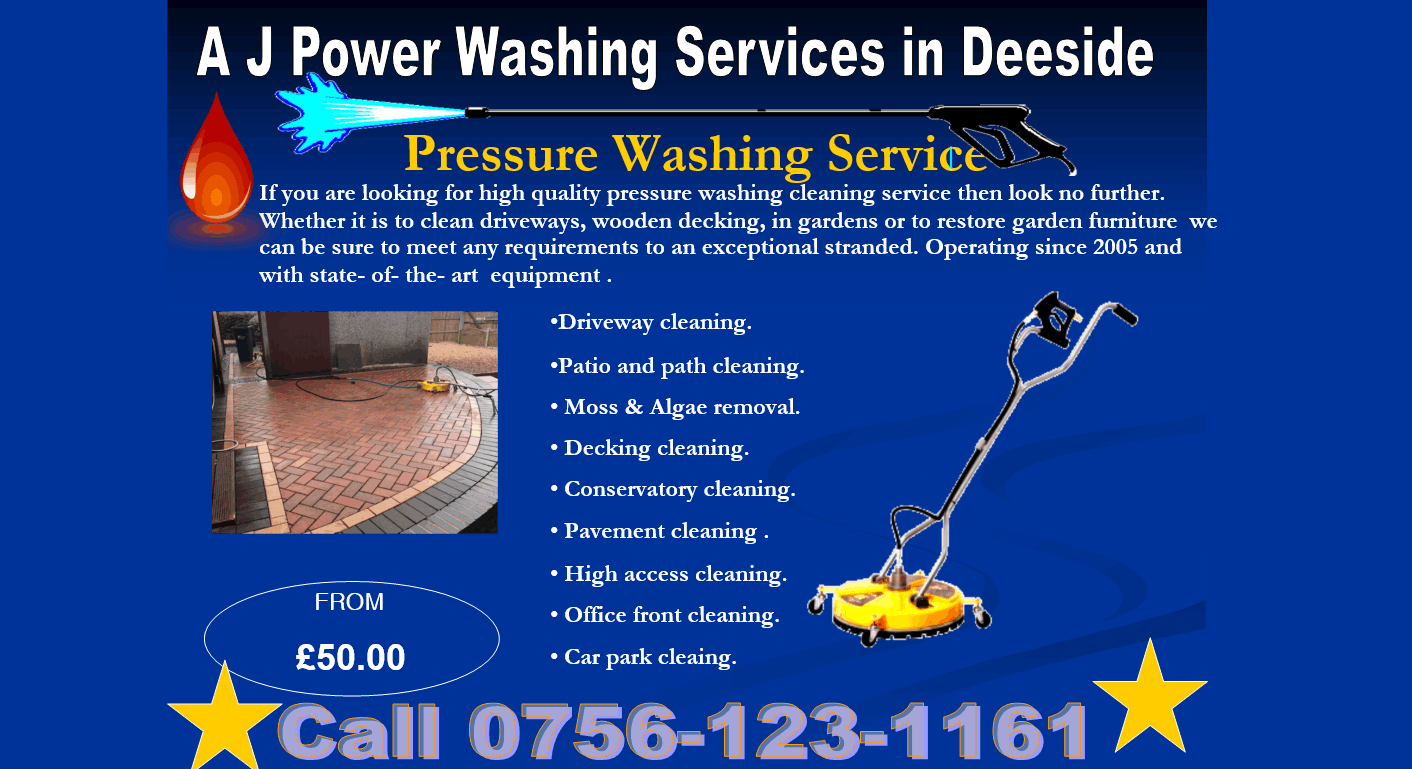 A J Power Washing Services in Deeside
Pressure Washing Service
If you are looking for high quality pressure washing cleaning service then look no further.
Whether it is to clean driveways, wooden decking, in gardens or to restore garden furniture we
can be sure to meet any requirements to an exceptional stranded. Operating since 2005 and
with state- of- the- art equipment .
•Driveway cleaning.
•Patio and path cleaning.
• Moss & Algae removal.
• Decking cleaning.
• Conservatory cleaning.
• Pavement cleaning .
• High access cleaning.
• Office front cleaning.
• Car park cleaing.
FROM
£50.00
Call 0756-123-1161